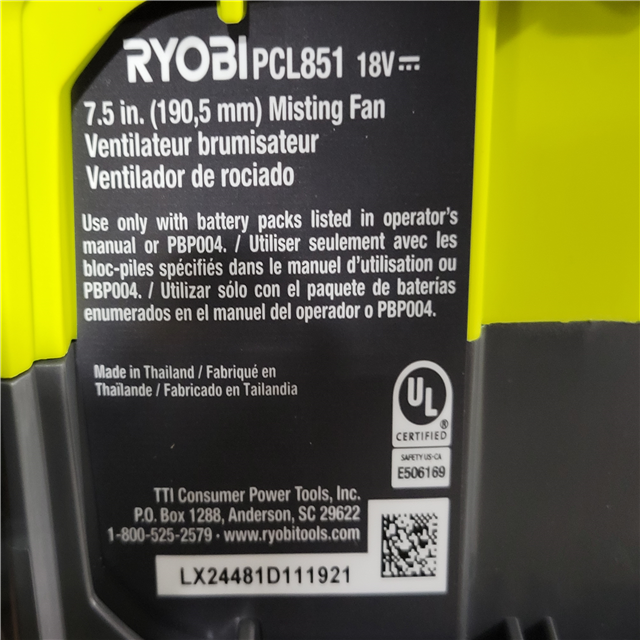 RYOBI PCL851 18V⎓
7.5 in. (190,5 mm) Misting Fan
Ventilateur brumisateur
Ventilador de rociado
Use only with battery packs listed in operator's
manual or PBP004. / Utiliser seulement avec les
bloc-piles spécifiés dans le manuel d'utilisation ou
PBP004. / Utilizar sólo con el paquete de baterías
enumerados en el manual del operador o PBP004.
Made in Thailand / Fabriqué en
Thaïlande / Fabricado en Tailandia
UL
®
CERTIFIED
SAFETY US-CA
E506169
TTI Consumer Power Tools, Inc.
P.O. Box 1288, Anderson, SC 29622
1-800-525-2579 • www.ryobitools.com
LX24481D111921